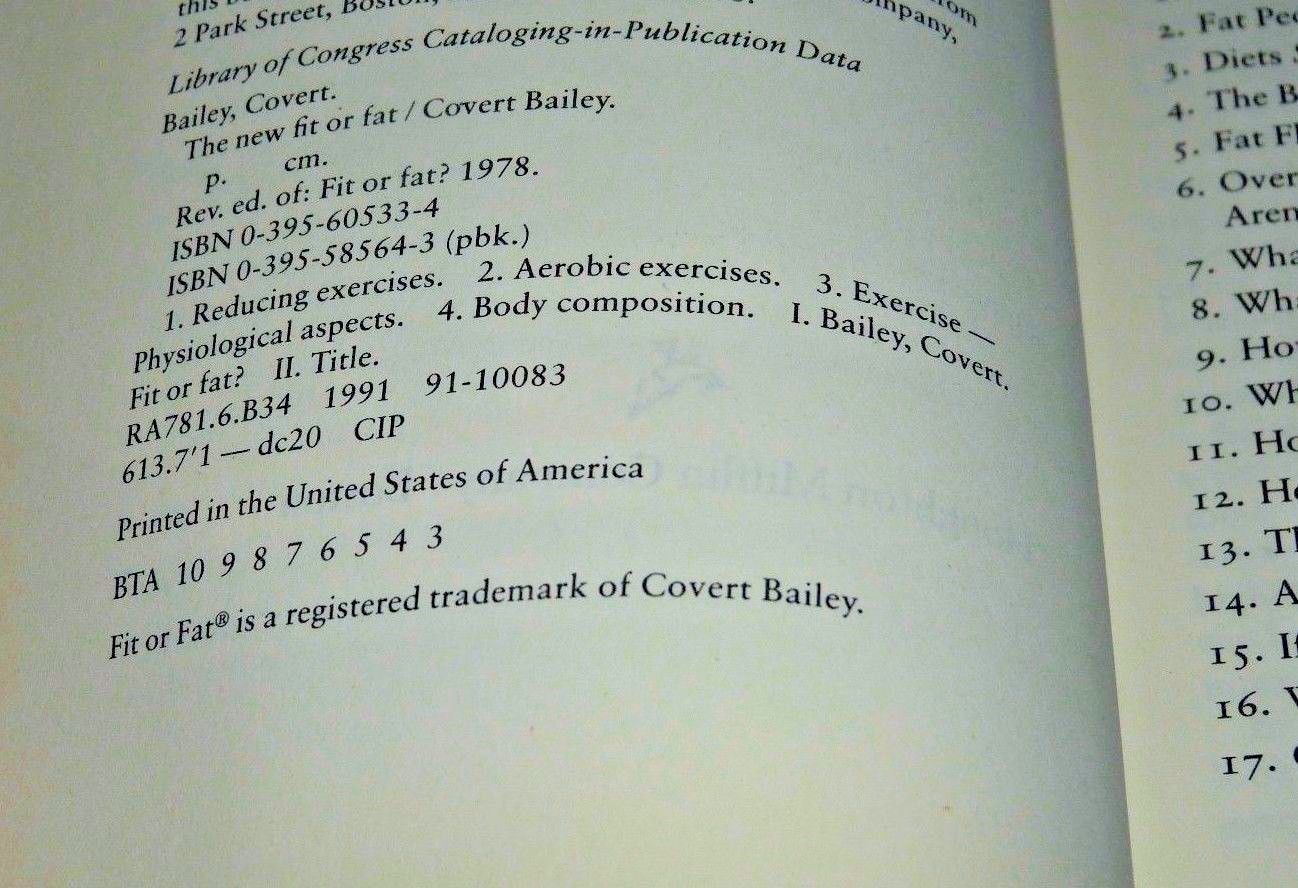 this
2 Park Street, Boston,
Library of Congress Cataloging-in-Publication Data
Bailey, Covert.
The new fit or fat / Covert Bailey.
p. cm.
Rev. ed. of: Fit or fat? 1978.
ISBN 0-395-60533-4
ISBN 0-395-58564-3 (pbk.)
1. Reducing exercises. 2. Aerobic exercises. 3. Exercise —
Physiological aspects. 4. Body composition. I. Bailey, Covert.
Fit or fat? II. Title.
RA781.6.B34 1991 91-10083
613.7'1 — dc20 CIP
Printed in the United States of America
BTA 10 9 8 7 6 5 4 3
Fit or Fat® is a registered trademark of Covert Bailey.
2. Fat
3. Diets
4. The B
5. Fat Fl
6. Over
Aren
7. Wha
8. Wha
9. Ho
10. Wh
11. Ho
12. Ho
13. Th
14. A
15. If
16.
17.